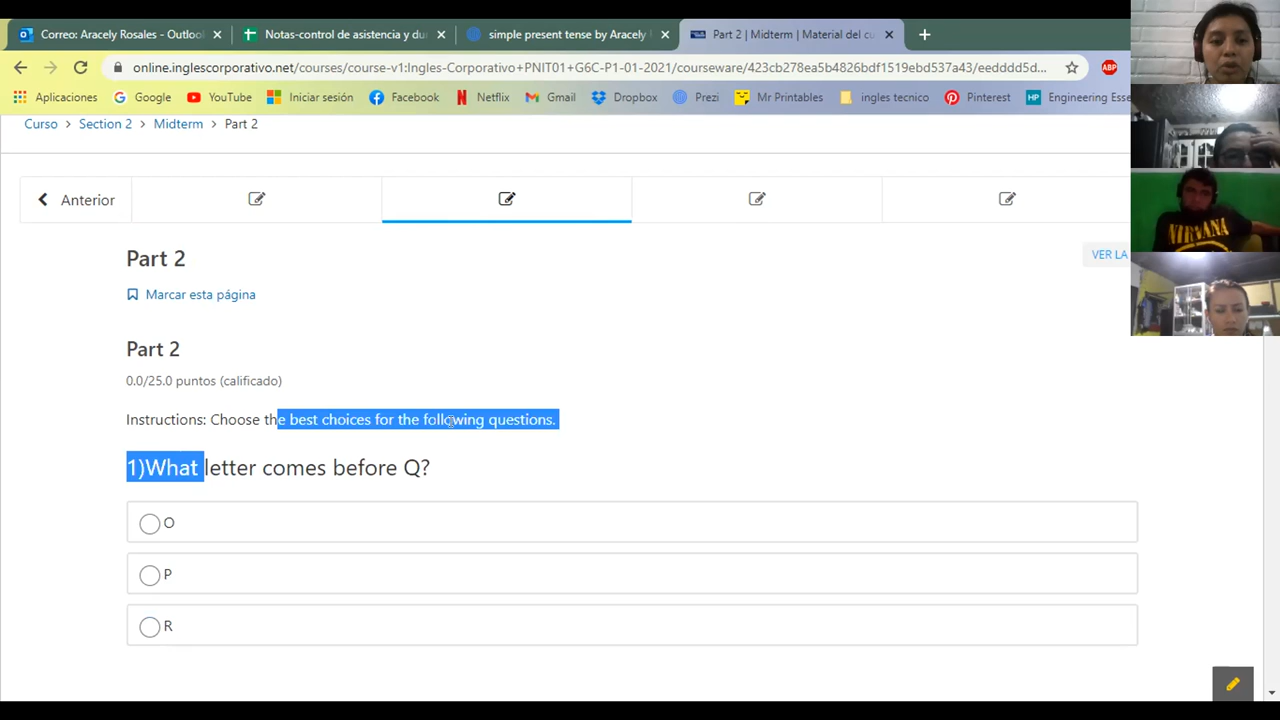 Correo: Aracely Rosales - Outloo
Notas-control de asistencia y du
simple present tense by Aracely
Part 2 | Midterm | Material del cu
online.inglescorporativo.net/courses/course-v1:Ingles-Corporativo+PNIT01+G6C-P1-01-2021/courseware/423cb278ea5b4826bdf1519ebd537a43/eedddd5d...
ABP
Aplicaciones Google YouTube Iniciar sesión Facebook Netflix Gmail Dropbox Prezi Mr Printables ingles tecnico Pinterest HP Engineering Esse
Curso > Section 2 > Midterm > Part 2
Anterior
Part 2
VER LA
Marcar esta página
Part 2
0.0/25.0 puntos (calificado)
Instructions: Choose the best choices for the following questions.
1)What letter comes before Q?
O
P
R
NIRVANA